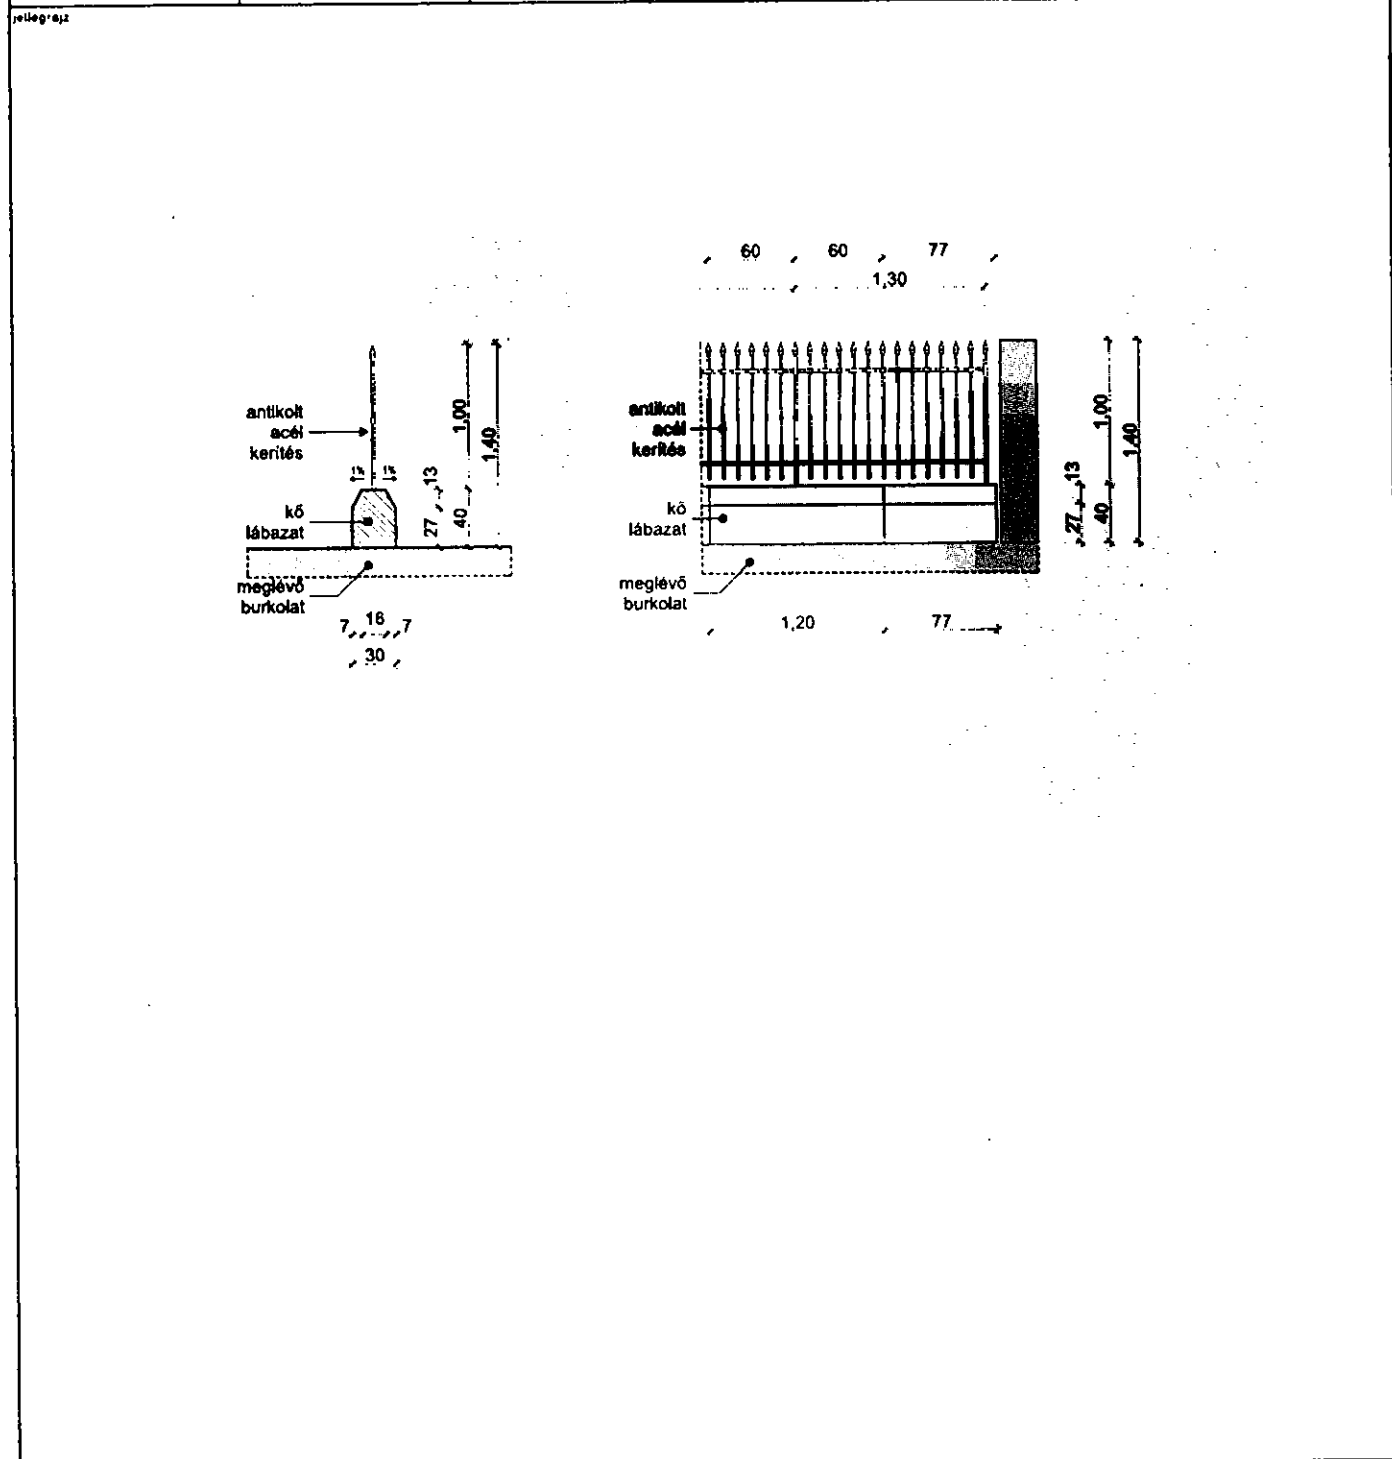 jellegrajz
antikolt
acél
kerítés
1,00
1,40
1% 1%
13
27
40
kő
lábazat
meglévő
burkolat
7 16 7
30
60 60 77
1,30
antikolt
acél
kerítés
1,00
1,40
13
27
40
kő
lábazat
meglévő
burkolat
1,20 77